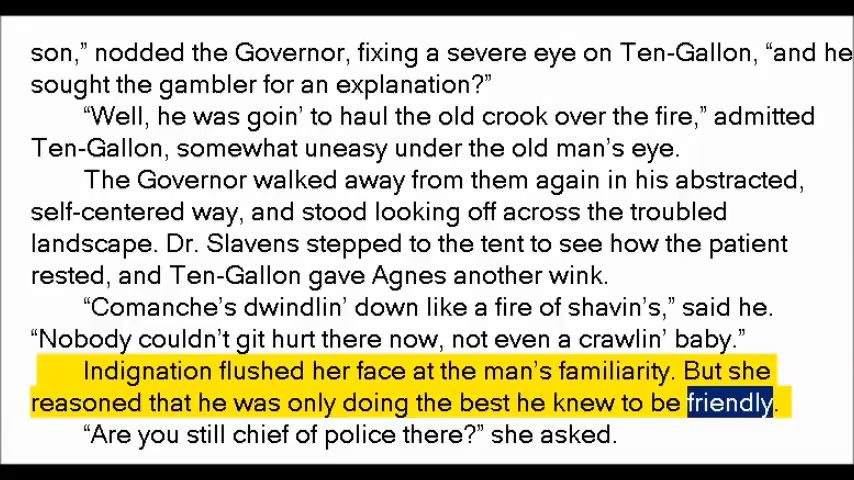 son,” nodded the Governor, fixing a severe eye on Ten-Gallon, “and he
sought the gambler for an explanation?”
“Well, he was goin’ to haul the old crook over the fire,” admitted
Ten-Gallon, somewhat uneasy under the old man’s eye.
The Governor walked away from them again in his abstracted,
self-centered way, and stood looking off across the troubled
landscape. Dr. Slavens stepped to the tent to see how the patient
rested, and Ten-Gallon gave Agnes another wink.
“Comanche’s dwindlin’ down like a fire of shavin’s,” said he.
“Nobody couldn’t git hurt there now, not even a crawlin’ baby.”
Indignation flushed her face at the man’s familiarity. But she
reasoned that he was only doing the best he knew to be friendly.
“Are you still chief of police there?” she asked.